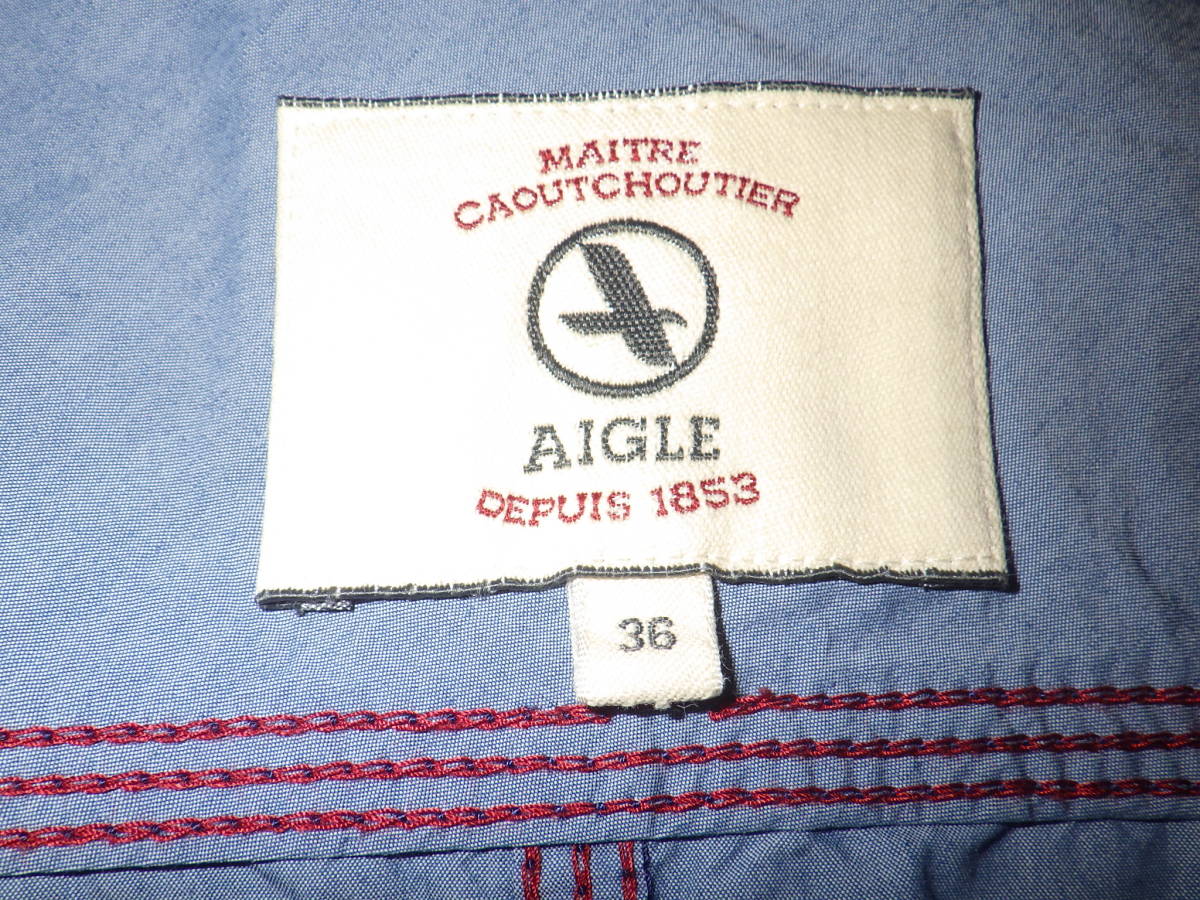 MAITRE
CAOUTCHOUTIER
AIGLE
DEPUIS 1853
36